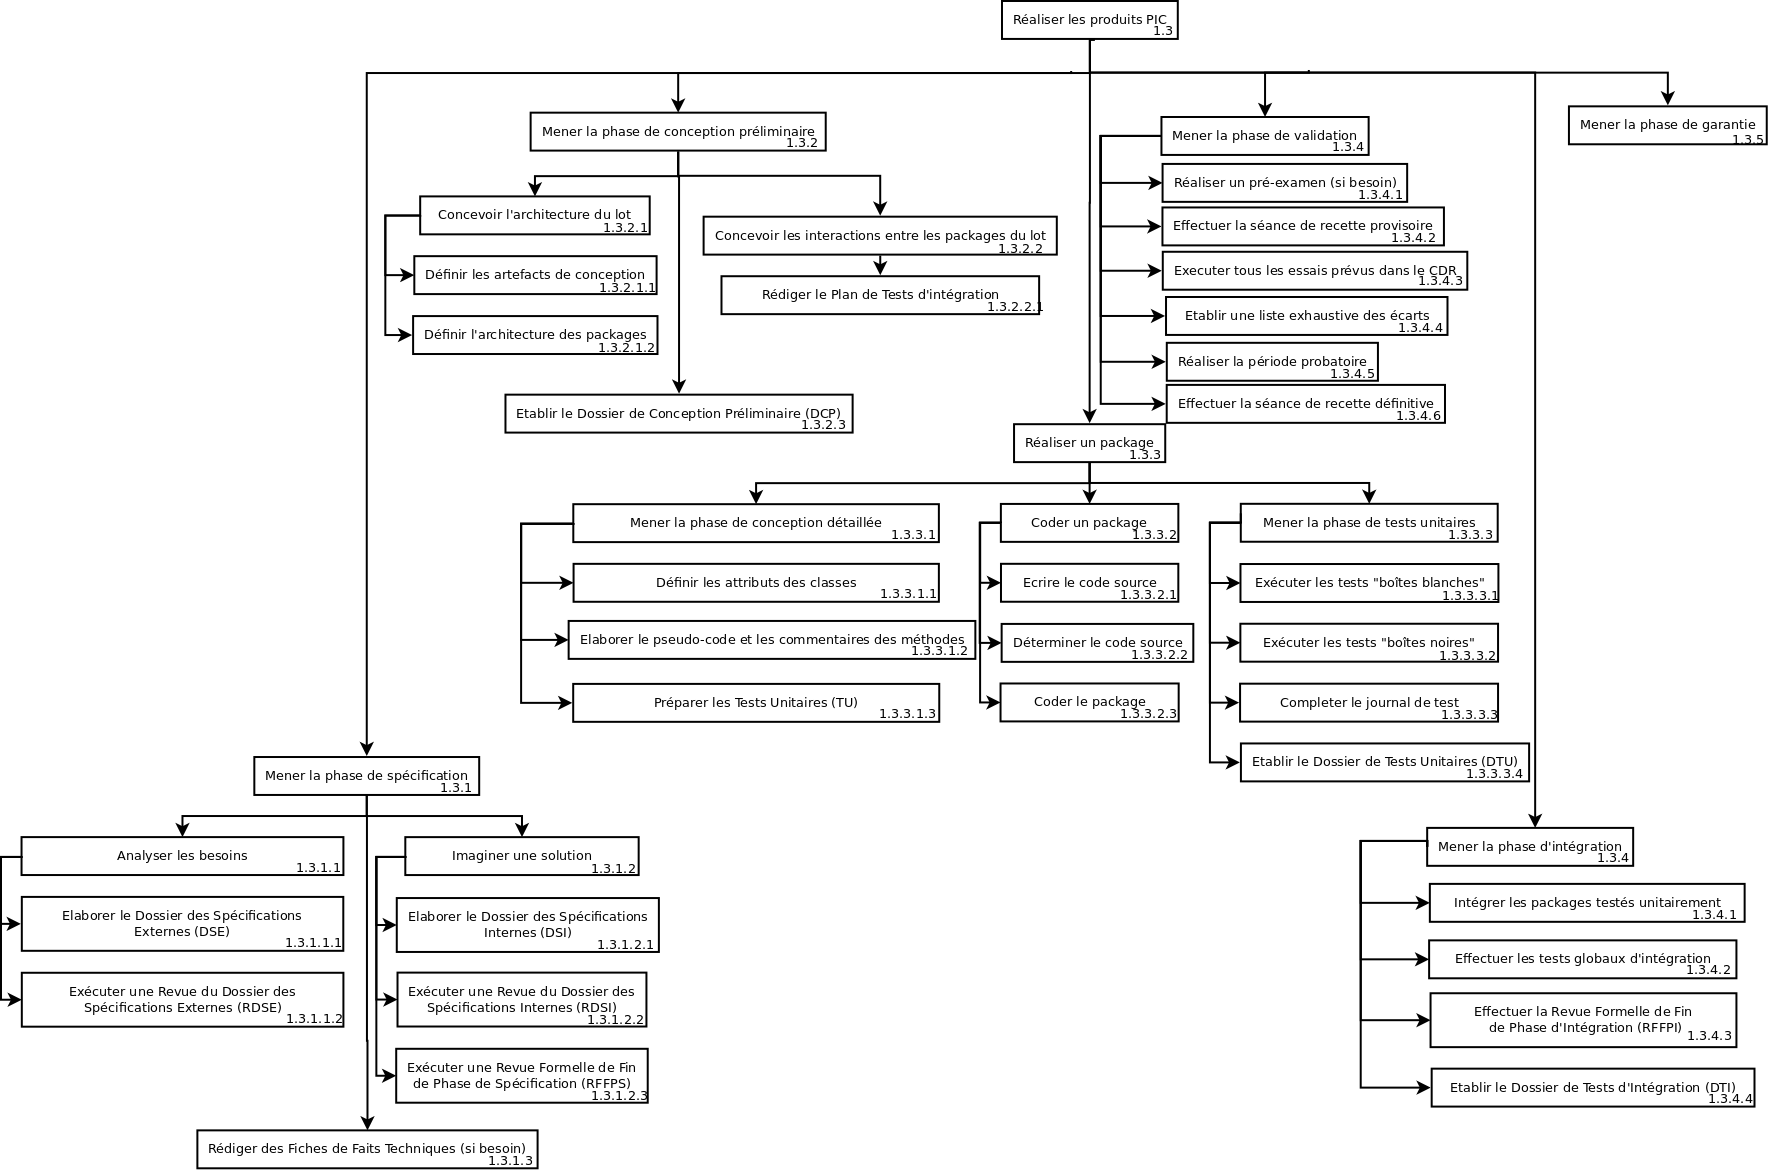 Réaliser les produits PIC
1.3
Mener la phase de conception préliminaire
1.3.2
Concevoir l'architecture du lot
1.3.2.1
Définir les artefacts de conception
1.3.2.1.1
Définir l'architecture des packages
1.3.2.1.2
Concevoir les interactions entre les packages du lot
1.3.2.2
Rédiger le Plan de Tests d'intégration
1.3.2.2.1
Etablir le Dossier de Conception Préliminaire (DCP)
1.3.2.3
Mener la phase de validation
1.3.4
Réaliser un pré-examen (si besoin)
1.3.4.1
Effectuer la séance de recette provisoire
1.3.4.2
Executer tous les essais prévus dans le CDR
1.3.4.3
Etablir une liste exhaustive des écarts
1.3.4.4
Réaliser la période probatoire
1.3.4.5
Effectuer la séance de recette définitive
1.3.4.6
Mener la phase de garantie
1.3.5
Réaliser un package
1.3.3
Mener la phase de conception détaillée
1.3.3.1
Définir les attributs des classes
1.3.3.1.1
Elaborer le pseudo-code et les commentaires des méthodes
1.3.3.1.2
Préparer les Tests Unitaires (TU)
1.3.3.1.3
Coder un package
1.3.3.2
Ecrire le code source
1.3.3.2.1
Déterminer le code source
1.3.3.2.2
Coder le package
1.3.3.2.3
Mener la phase de tests unitaires
1.3.3.3
Exécuter les tests "boîtes blanches"
1.3.3.3.1
Exécuter les tests "boîtes noires"
1.3.3.3.2
Completer le journal de test
1.3.3.3.3
Etablir le Dossier de Tests Unitaires (DTU)
1.3.3.3.4
Mener la phase de spécification
1.3.1
Analyser les besoins
1.3.1.1
Elaborer le Dossier des Spécifications
Externes (DSE)
1.3.1.1.1
Exécuter une Revue du Dossier des
Spécifications Externes (RDSE)
1.3.1.1.2
Imaginer une solution
1.3.1.2
Elaborer le Dossier des Spécifications
Internes (DSI)
1.3.1.2.1
Exécuter une Revue du Dossier des
Spécifications Internes (RDSI)
1.3.1.2.2
Exécuter une Revue Formelle de Fin
de Phase de Spécification (RFFPS)
1.3.1.2.3
Rédiger des Fiches de Faits Techniques (si besoin)
1.3.1.3
Mener la phase d'intégration
1.3.4
Intégrer les packages testés unitairement
1.3.4.1
Effectuer les tests globaux d'intégration
1.3.4.2
Effectuer la Revue Formelle de Fin
de Phase d'Intégration (RFFPI)
1.3.4.3
Etablir le Dossier de Tests d'Intégration (DTI)
1.3.4.4